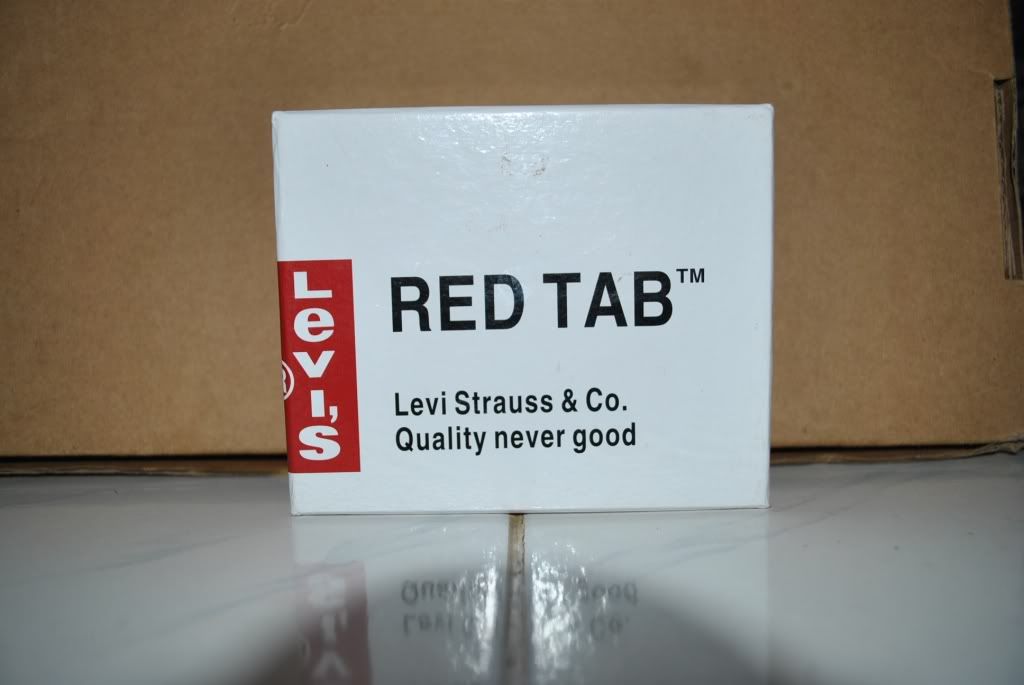 Levi's®
RED TAB™
Levi Strauss & Co.
Quality never good